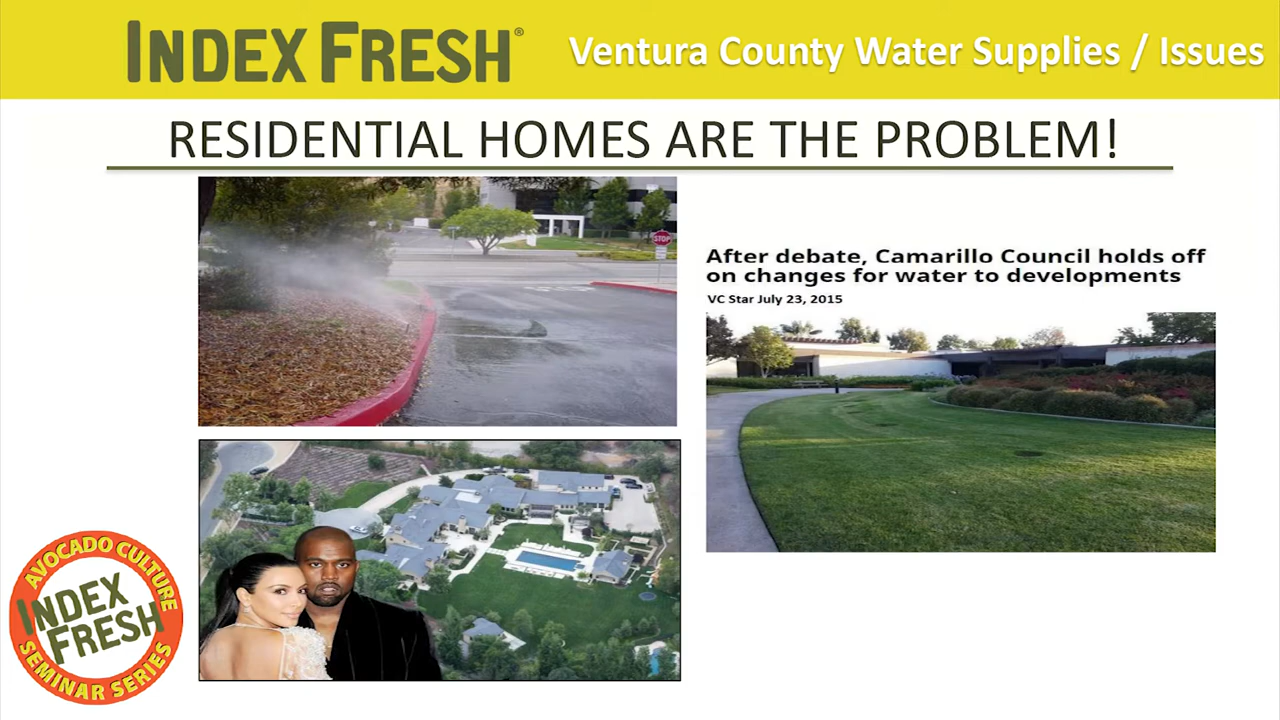 INDEX FRESH®
Ventura County Water Supplies / Issues
RESIDENTIAL HOMES ARE THE PROBLEM!
STOP
After debate, Camarillo Council holds off
on changes for water to developments
VC Star July 23, 2015
AVOCADO CULTURE
INDEX
FRESH
SEMINAR SERIES